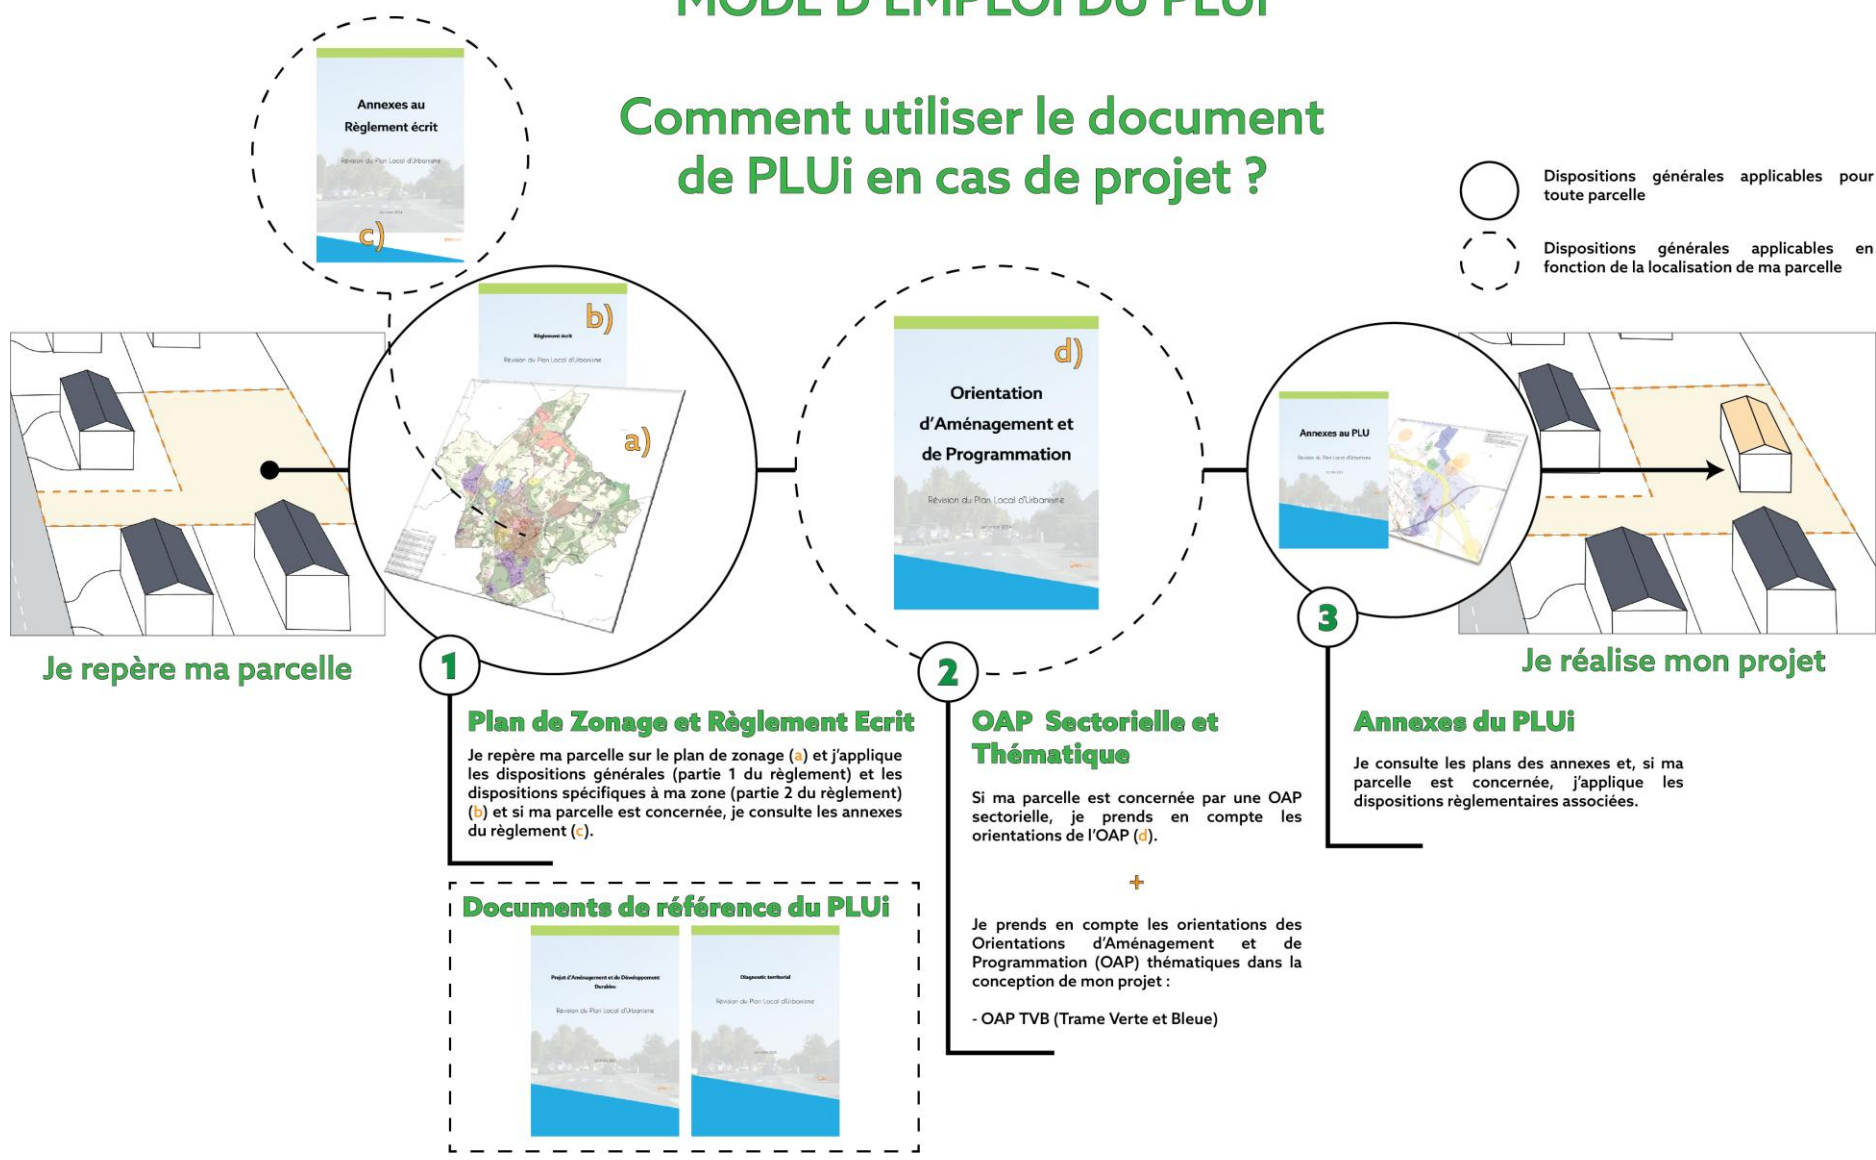 MODE D'EMPLOI DU PLUi
Comment utiliser le document
de PLUi en cas de projet ?
Annexes au
Règlement écrit
Révision du Plan Local d'Urbanisme
c)
Dispositions générales applicables pour
toute parcelle
Dispositions générales applicables en
fonction de la localisation de ma parcelle
b)
Règlement écrit
Révision du Plan Local d'Urbanisme
a)
d)
Orientation
d'Aménagement et
de Programmation
Révision du Plan Local d'Urbanisme
Annexes au PLU
Révision du Plan Local d'Urbanisme
Je repère ma parcelle
Je réalise mon projet
1
Plan de Zonage et Règlement Ecrit
Je repère ma parcelle sur le plan de zonage (a) et j'applique
les dispositions générales (partie 1 du règlement) et les
dispositions spécifiques à ma zone (partie 2 du règlement)
(b) et si ma parcelle est concernée, je consulte les annexes
du règlement (c).
2
OAP Sectorielle et
Thématique
Si ma parcelle est concernée par une OAP
sectorielle, je prends en compte les
orientations de l'OAP (d).
+
Je prends en compte les orientations des
Orientations d'Aménagement et de
Programmation (OAP) thématiques dans la
conception de mon projet :
- OAP TVB (Trame Verte et Bleue)
3
Annexes du PLUi
Je consulte les plans des annexes et, si ma
parcelle est concernée, j'applique les
dispositions règlementaires associées.
Documents de référence du PLUi
Projet d'Aménagement et de Développement
Durables
Révision du Plan Local d'Urbanisme
Diagnostic territorial
Révision du Plan Local d'Urbanisme